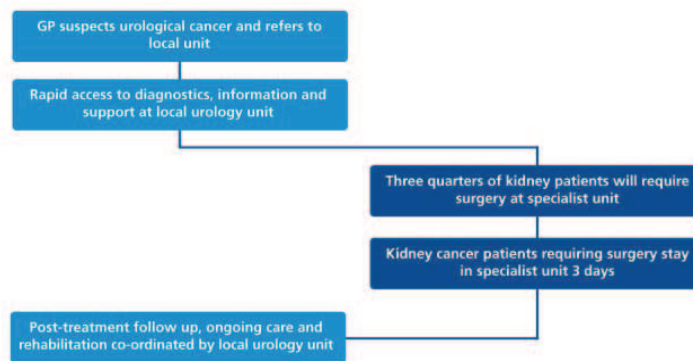 GP suspects urological cancer and refers to
local unit
Rapid access to diagnostics, information and
support at local urology unit
Three quarters of kidney patients will require
surgery at specialist unit
Kidney cancer patients requiring surgery stay
in specialist unit 3 days
Post-treatment follow up, ongoing care and
rehabilitation co-ordinated by local urology unit